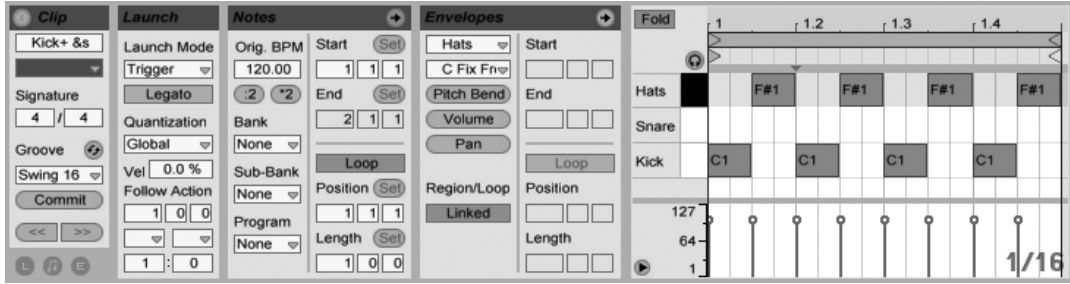 Clip
Kick+ &s
Signature
4 / 4
Groove
Swing 16
Commit
<< >>
L E
Launch
Launch Mode
Trigger
Legato
Quantization
Global
Vel 0.0 %
Follow Action
1 0 0
1 : 0
Notes
Orig. BPM
120.00
:2 *2
Bank
None
Sub-Bank
None
Program
None
Start Set
1 1 1
End Set
2 1 1
Loop
Position Set
1 1 1
Length Set
1 0 0
Envelopes
Hats
C Fix Fre
Pitch Bend
Volume
Pan
Region/Loop
Linked
Start
End
Loop
Position
Length
Fold 1 1.2 1.3 1.4
Hats F#1 F#1 F#1 F#1
Snare
Kick C1 C1 C1 C1
127
64
1
1/16